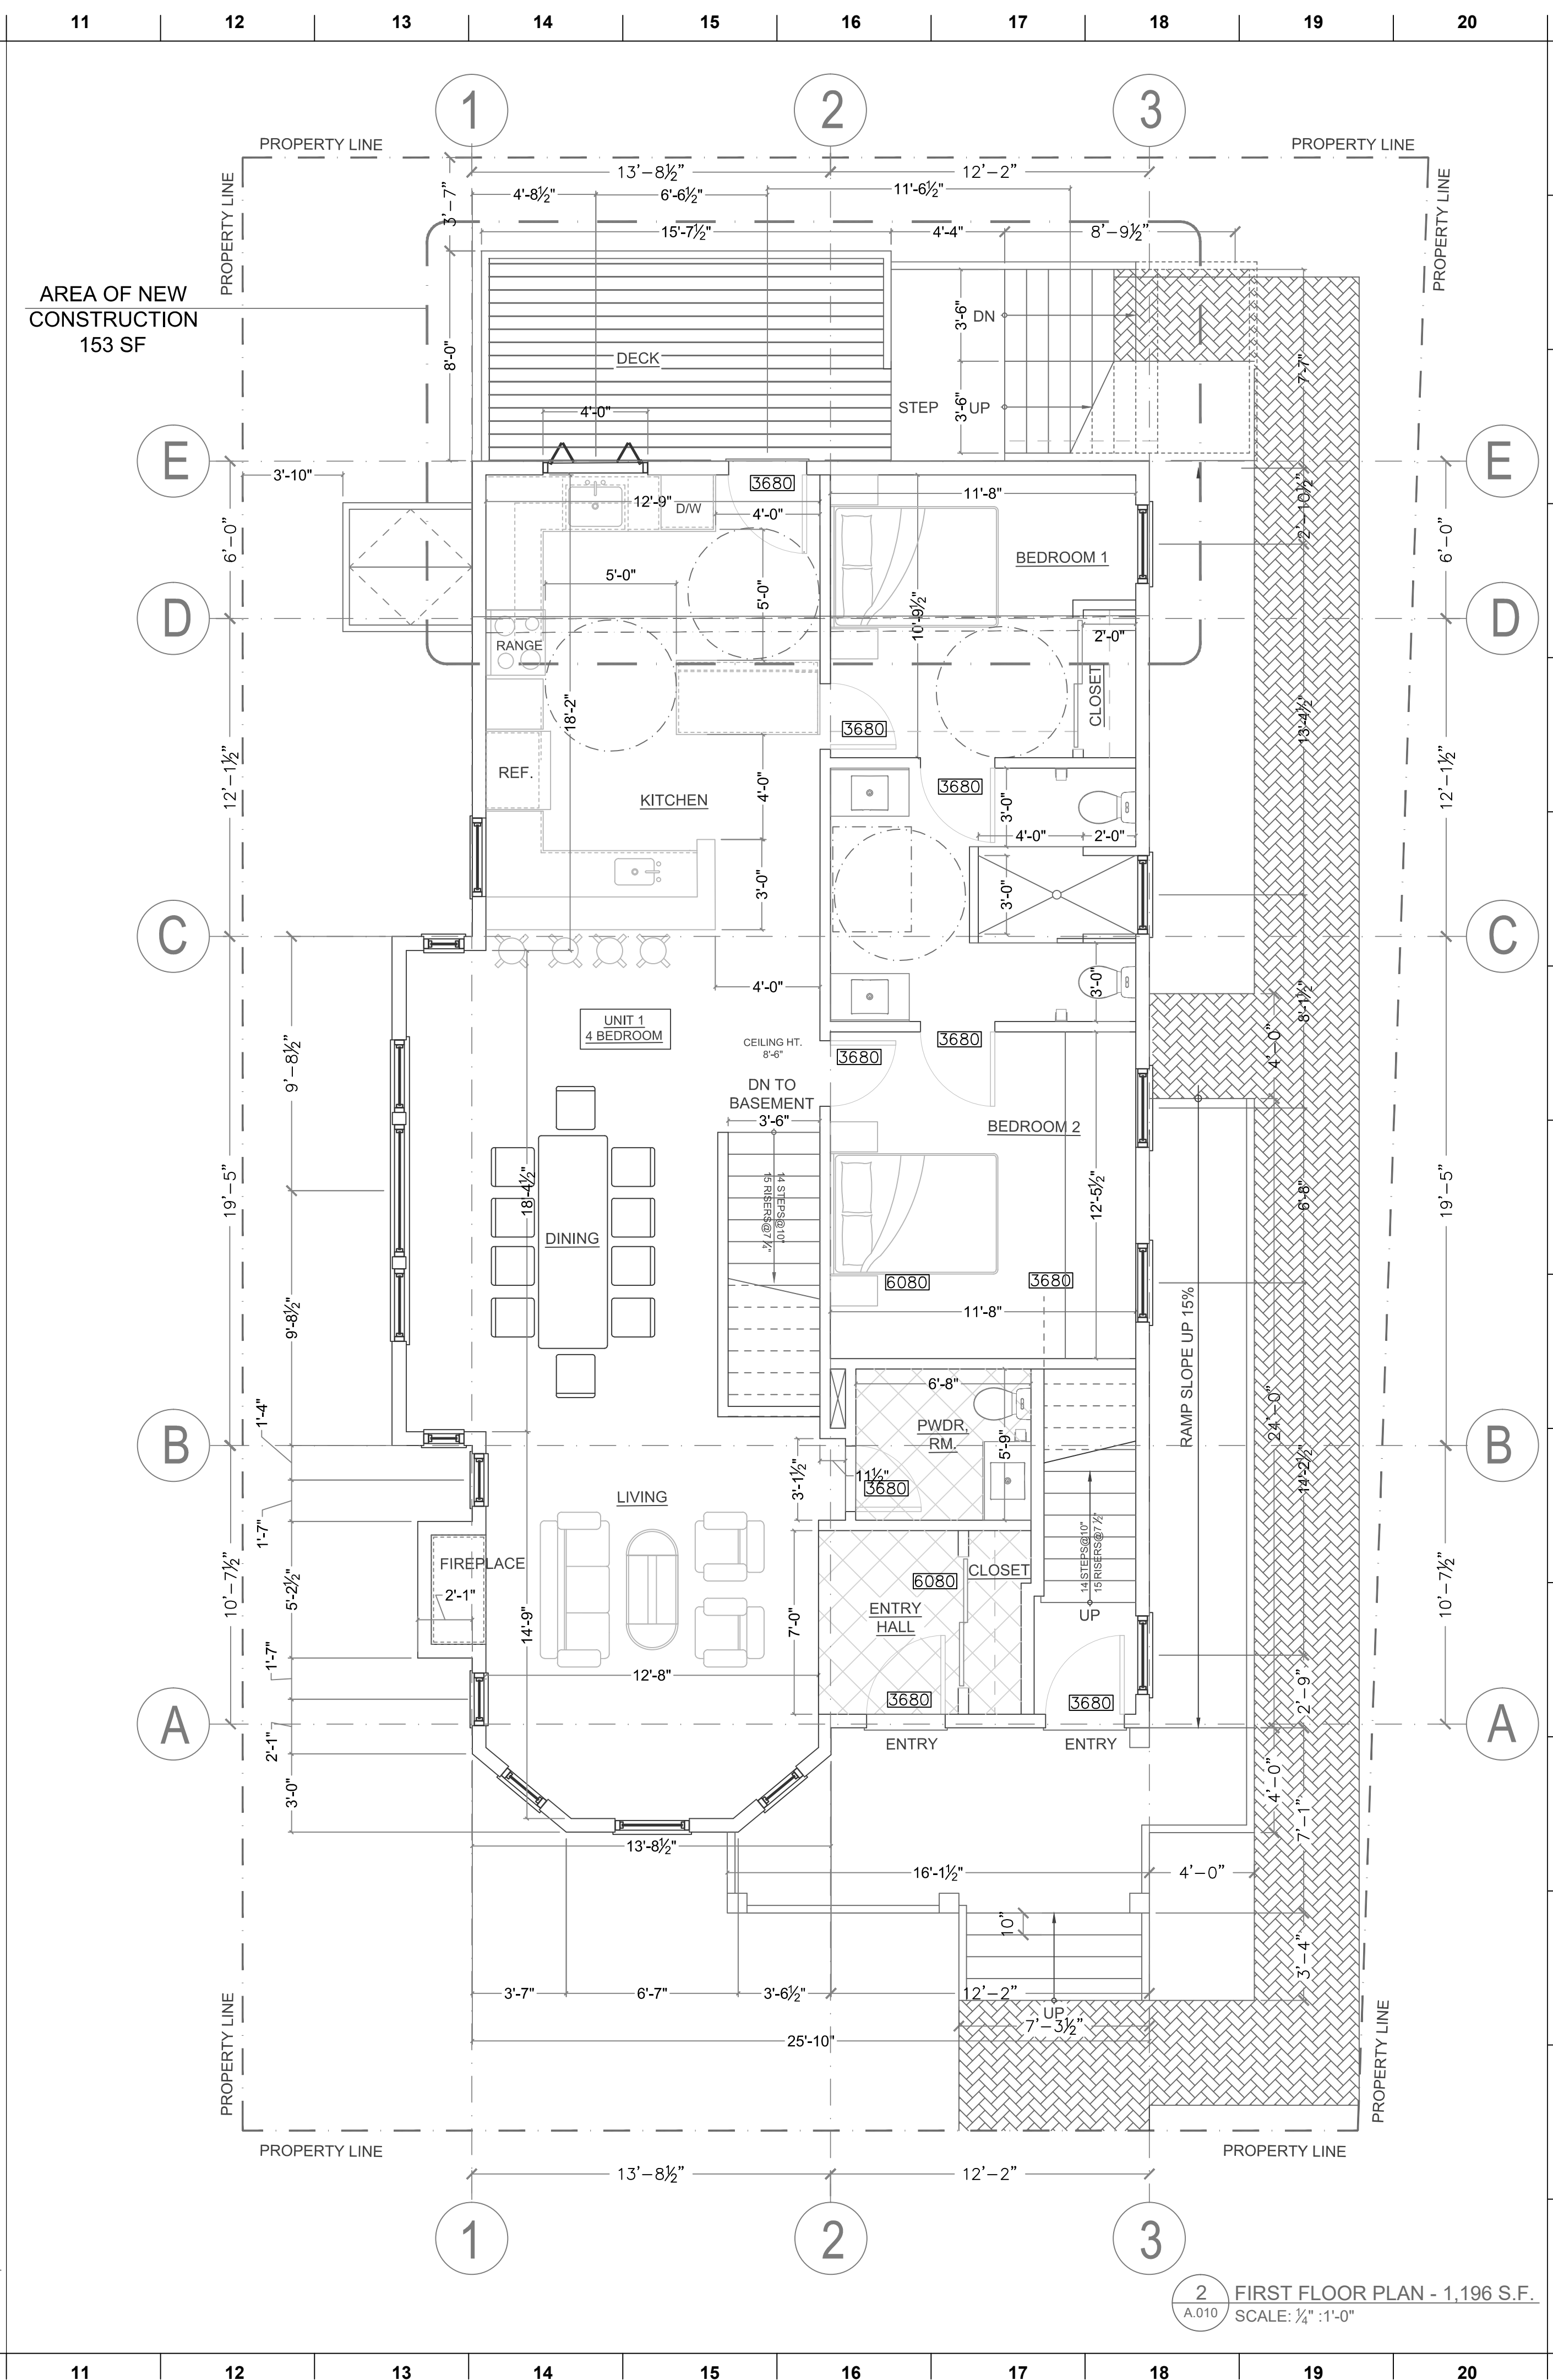 11 12 13 14 15 16 17 18 19 20
1 2 3
PROPERTY LINE
PROPERTY LINE
13'-8½" 12'-2"
PROPERTY LINE
PROPERTY LINE
3'-7"
4'-8½" 6'-6½" 11'-6½"
15'-7½" 4'-4" 8'-9½"
AREA OF NEW
CONSTRUCTION
153 SF
8'-0"
DECK
3'-6"
DN
3'-6"
STEP UP
7'-7"
4'-0"
E E
3'-10"
3680
12'-9"
D/W
4'-0"
11'-8"
2'-10½"
6'-0"
6'-0"
BEDROOM 1
5'-0"
5'-0"
10'-9½"
D D
RANGE
2'-0"
CLOSET
18'-2"
3680
13'-4½"
12'-1½"
12'-1½"
REF.
KITCHEN
4'-0"
3680
3'-0"
4'-0" 2'-0"
3'-0"
3'-0"
C C
4'-0"
3'-0"
8'-1½"
UNIT 1
4 BEDROOM
CEILING HT.
8'-6"
3680
3680
4'-0"
9'-8½"
DN TO
BASEMENT
3'-6"
BEDROOM 2
14 STEPS@10"
15 RISERS@7 ¼"
18'-4½"
12'-5½"
6'-8"
19'-5"
19'-5"
DINING
6080
3680
11'-8"
9'-8½"
RAMP SLOPE UP 15%
6'-8"
PWDR.
RM.
5'-9"
24'-0"
1'-4"
B B
3'-1½"
11½"
3680
14'-2½"
LIVING
1'-7"
FIREPLACE
2'-1"
5'-2½"
14 STEPS@10"
15 RISERS@7 ½"
CLOSET
6080
ENTRY
HALL
UP
7'-0"
14'-9"
10'-7½"
10'-7½"
1'-7"
12'-8"
3680
3680
2'-9"
A A
ENTRY
ENTRY
2'-1"
3'-0"
4'-0"
7'-1"
13'-8½"
16'-1½" 4'-0"
10"
3'-4"
3'-7" 6'-7" 3'-6½" 12'-2"
UP
7'-3½"
25'-10"
PROPERTY LINE
PROPERTY LINE
PROPERTY LINE
PROPERTY LINE
13'-8½" 12'-2"
1 2 3
2
A.010
FIRST FLOOR PLAN - 1,196 S.F.
SCALE: ¼" :1'-0"
11 12 13 14 15 16 17 18 19 20